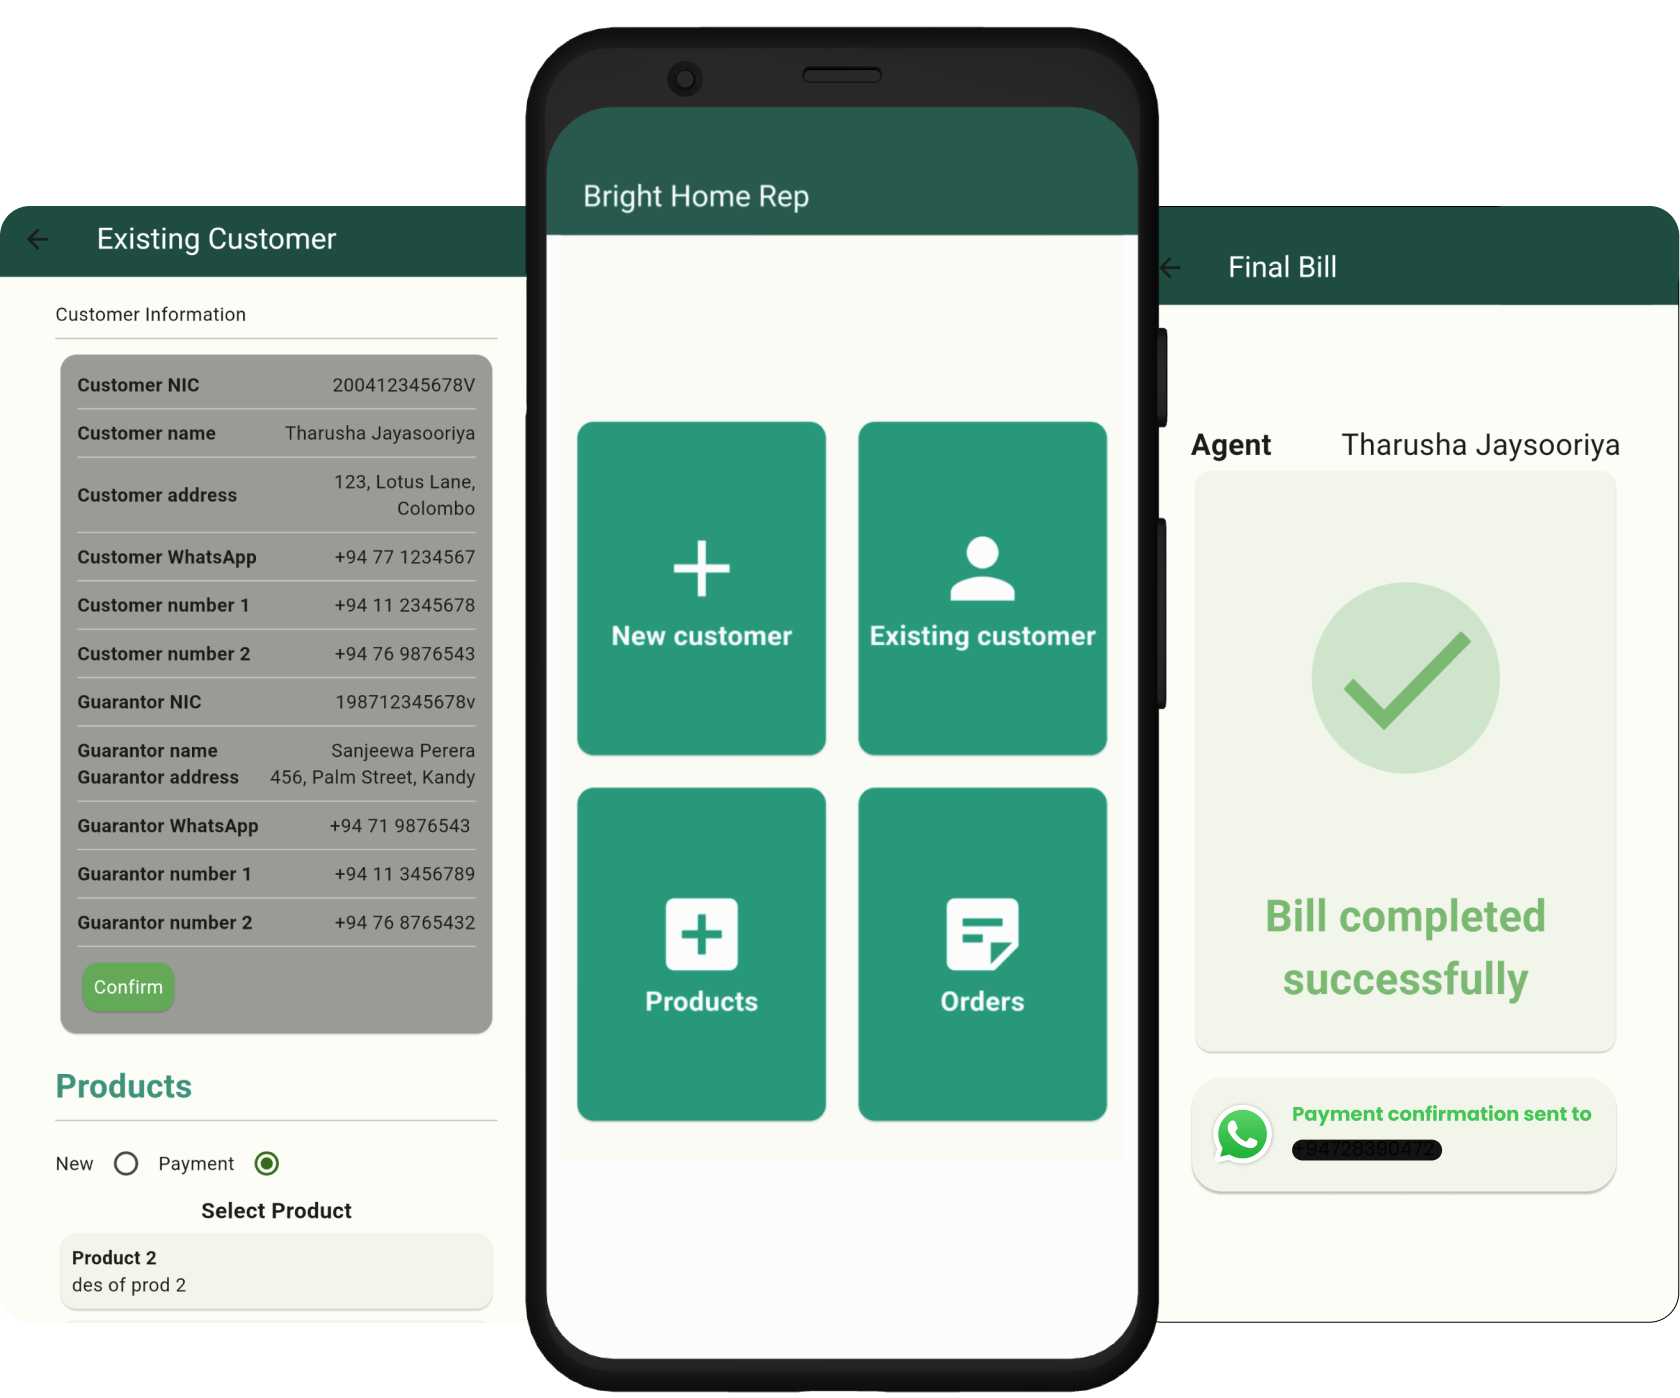 Existing Customer
Customer Information
Customer NIC 200412345678V
Customer name Tharusha Jayasooriya
Customer address 123, Lotus Lane,
Colombo
Customer WhatsApp +94 77 1234567
Customer number 1 +94 11 2345678
Customer number 2 +94 76 9876543
Guarantor NIC 198712345678v
Guarantor name Sanjeewa Perera
Guarantor address 456, Palm Street, Kandy
Guarantor WhatsApp +94 71 9876543
Guarantor number 1 +94 11 3456789
Guarantor number 2 +94 76 8765432
Confirm
Products
New Payment
Select Product
Product 2
des of prod 2
Bright Home Rep
New customer
Existing customer
Products
Orders
Final Bill
Agent Tharusha Jaysooriya
Bill completed
successfully
Payment confirmation sent to